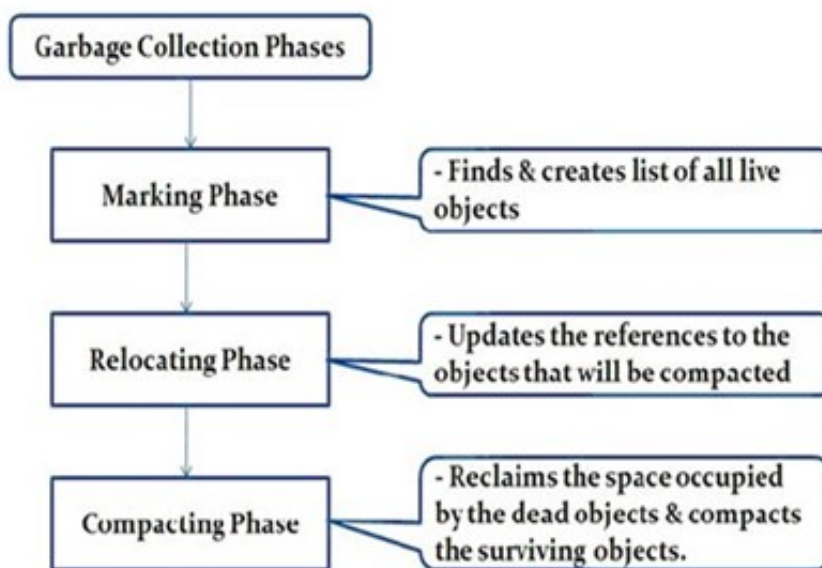 Garbage Collection Phases
Marking Phase
- Finds & creates list of all live
objects
Relocating Phase
- Updates the references to the
objects that will be compacted
Compacting Phase
- Reclaims the space occupied
by the dead objects & compacts
the surviving objects.